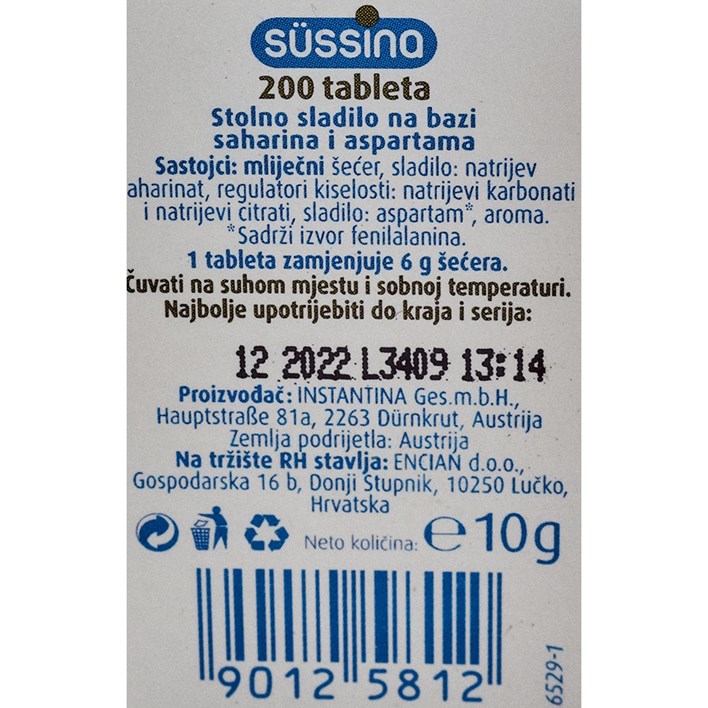 süssina
200 tableta
Stolno sladilo na bazi
saharina i aspartama
Sastojci: mliječni šećer, sladilo: natrijev
aharinat, regulatori kiselosti: natrijevi karbonati
i natrijevi citrati, sladilo: aspartam*, aroma.
*Sadrži izvor fenilalanina.
1 tableta zamjenjuje 6 g šećera.
Čuvati na suhom mjestu i sobnoj temperaturi.
Najbolje upotrijebiti do kraja i serija:
12 2022 L3409 13:14
Proizvođač: INSTANTINA Ges.m.b.H.,
Hauptstraße 81a, 2263 Dürnkrut, Austrija
Zemlja podrijetla: Austrija
Na tržište RH stavlja: ENCIAN d.o.o.,
Gospodarska 16 b, Donji Stupnik, 10250 Lučko,
Hrvatska
Neto količina: e 10g
9012 5812
6529-1